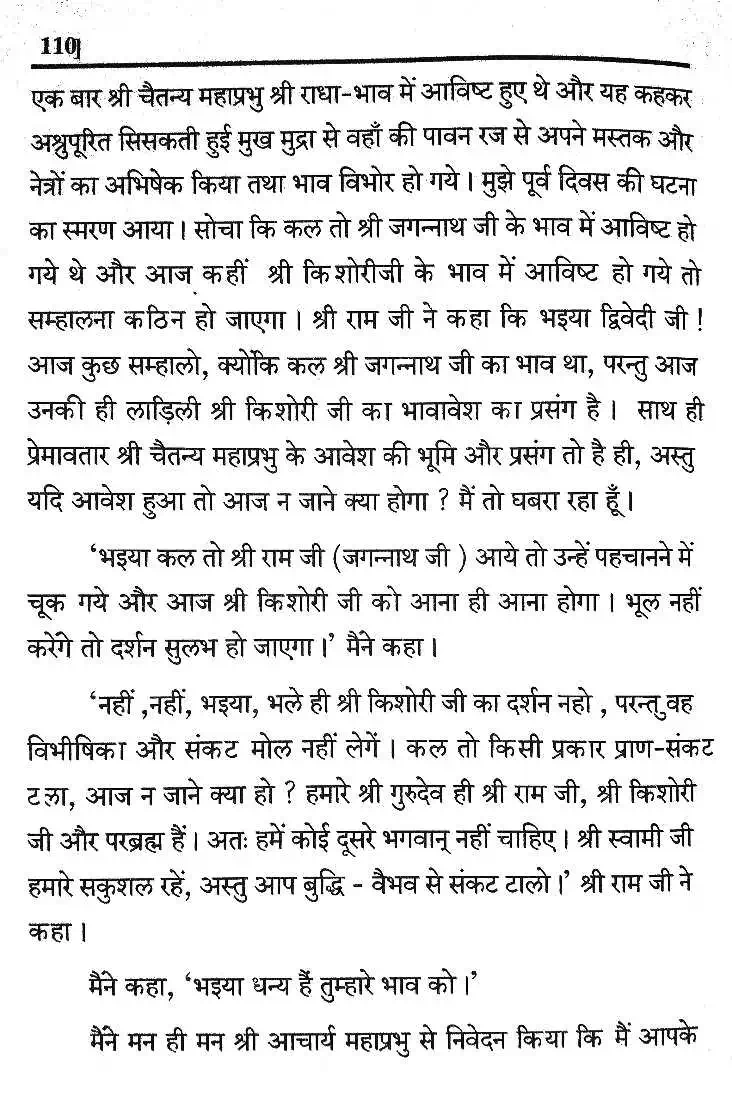 110
एक बार श्री चैतन्य महाप्रभु श्री राधा-भाव में आविष्ट हुए थे और यह कहकर
अश्रुपूरित सिसकती हुई मुख मुद्रा से वहाँ की पावन रज से अपने मस्तक और
नेत्रों का अभिषेक किया तथा भाव विभोर हो गये । मुझे पूर्व दिवस की घटना
का स्मरण आया । सोचा कि कल तो श्री जगन्नाथ जी के भाव में आविष्ट हो
गये थे और आज कहीं श्री किशोरीजी के भाव में आविष्ट हो गये तो
सम्हालना कठिन हो जाएगा । श्री राम जी ने कहा कि भइया द्विवेदी जी !
आज कुछ सम्हालो, क्योंकि कल श्री जगन्नाथ जी का भाव था, परन्तु आज
उनकी ही लाड़िली श्री किशोरी जी का भावावेश का प्रसंग है । साथ ही
प्रेमावतार श्री चैतन्य महाप्रभु के आवेश की भूमि और प्रसंग तो है ही, अस्तु
यदि आवेश हुआ तो आज न जाने क्या होगा ? मैं तो घबरा रहा हूँ ।
‘भइया कल तो श्री राम जी (जगन्नाथ जी ) आये तो उन्हें पहचानने में
चूक गये और आज श्री किशोरी जी को आना ही आना होगा । भूल नहीं
करेंगे तो दर्शन सुलभ हो जाएगा ।’ मैंने कहा ।
‘नहीं ,नहीं, भइया, भले ही श्री किशोरी जी का दर्शन नहो , परन्तु वह
विभीषिका और संकट मोल नहीं लेगें । कल तो किसी प्रकार प्राण-संकट
टला, आज न जाने क्या हो ? हमारे श्री गुरुदेव ही श्री राम जी, श्री किशोरी
जी और परब्रह्म हैं । अतः हमें कोई दूसरे भगवान् नहीं चाहिए । श्री स्वामी जी
हमारे सकुशल रहें, अस्तु आप बुद्धि - वैभव से संकट टालो ।’ श्री राम जी ने
कहा ।
मैंने कहा, ‘भइया धन्य हैं तुम्हारे भाव को ।’
मैंने मन ही मन श्री आचार्य महाप्रभु से निवेदन किया कि मैं आपके